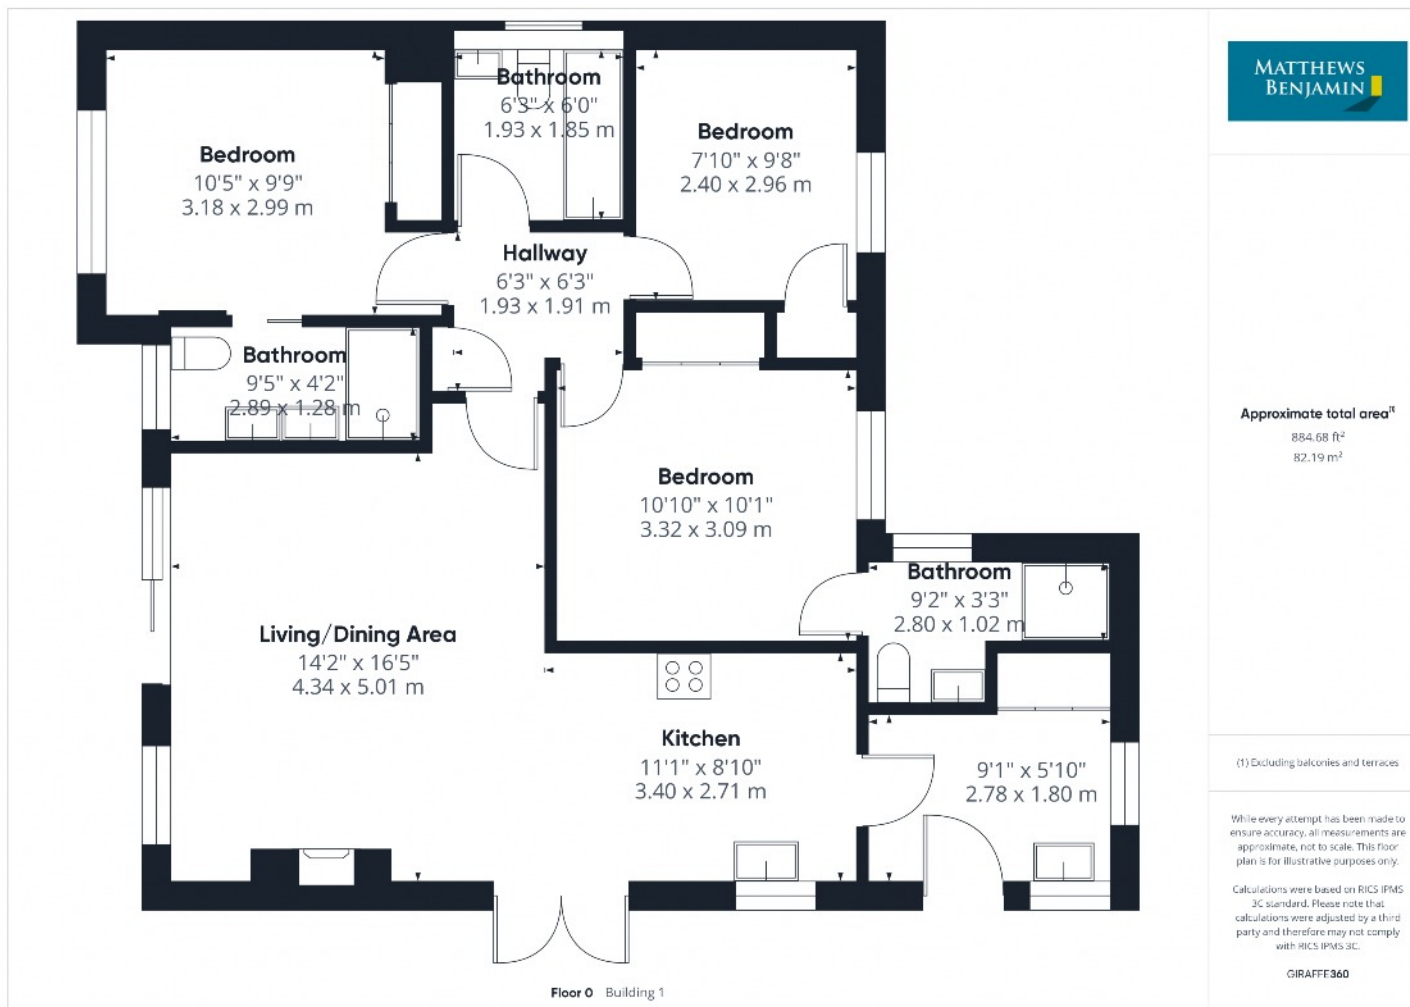 Bedroom
10'5" x 9'9"
3.18 x 2.99 m
Bathroom
6'3" x 6'0"
1.93 x 1.85 m
Bedroom
7'10" x 9'8"
2.40 x 2.96 m
Hallway
6'3" x 6'3"
1.93 x 1.91 m
Bathroom
9'5" x 4'2"
2.89 x 1.28 m
Bedroom
10'10" x 10'1"
3.32 x 3.09 m
Bathroom
9'2" x 3'3"
2.80 x 1.02 m
Living/Dining Area
14'2" x 16'5"
4.34 x 5.01 m
Kitchen
11'1" x 8'10"
3.40 x 2.71 m
9'1" x 5'10"
2.78 x 1.80 m
Floor 0 Building 1
MATTHEWS
BENJAMIN
Approximate total area(1)
884.68 ft²
82.19 m²
(1) Excluding balconies and terraces
While every attempt has been made to
ensure accuracy, all measurements are
approximate, not to scale. This floor
plan is for illustrative purposes only.
Calculations were based on RICS IPMS
3C standard. Please note that
calculations were adjusted by a third
party and therefore may not comply
with RICS IPMS 3C.
GIRAFFE360